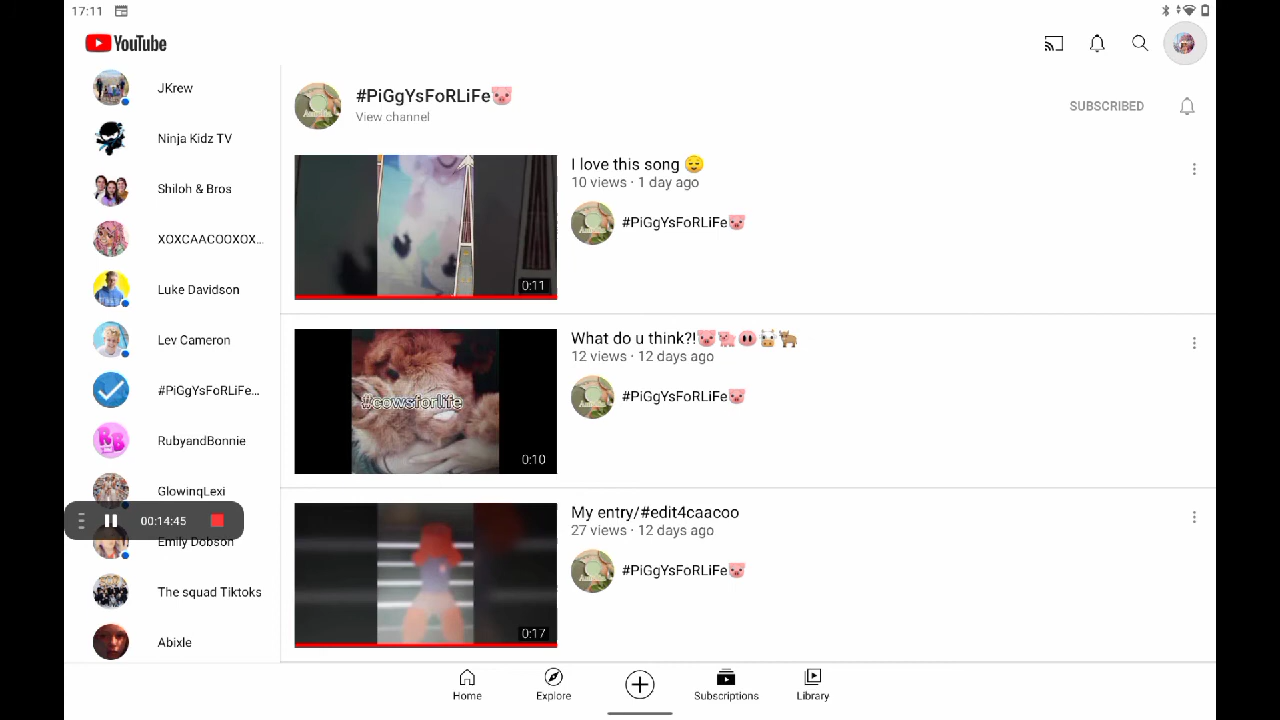 17:11
YouTube
JKrew
Ninja Kidz TV
Shiloh & Bros
XOXCAACOOXOX...
Luke Davidson
Lev Cameron
#PiGgYsFoRLiFe...
RubyandBonnie
GlowinqLexi
00:14:45
Emily Dobson
The squad Tiktoks
Abixle
#PiGgYsFoRLiFe🐷
View channel
SUBSCRIBED
I love this song 😌
10 views · 1 day ago
#PiGgYsFoRLiFe🐷
0:11
What do u think?!🐷🐖🐽🐮🐂
12 views · 12 days ago
#PiGgYsFoRLiFe🐷
#cowsforlife
0:10
My entry/#edit4caacoo
27 views · 12 days ago
#PiGgYsFoRLiFe🐷
0:17
Home
Explore
Subscriptions
Library